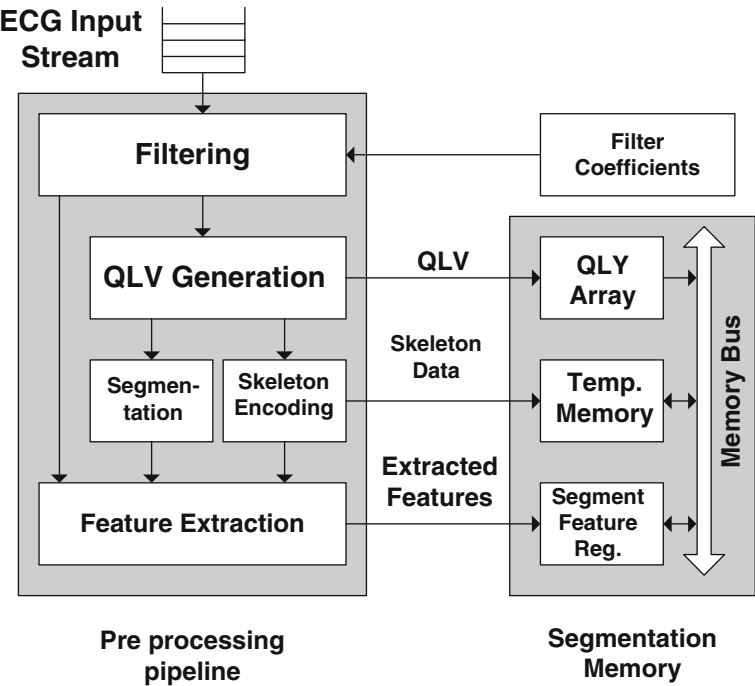 ECG Input
Stream
Filtering
Filter
Coefficients
QLV Generation
QLV
QLY
Array
Segmen-
tation
Skeleton
Encoding
Skeleton
Data
Temp.
Memory
Memory Bus
Feature Extraction
Extracted
Features
Segment
Feature
Reg.
Pre processing
pipeline
Segmentation
Memory